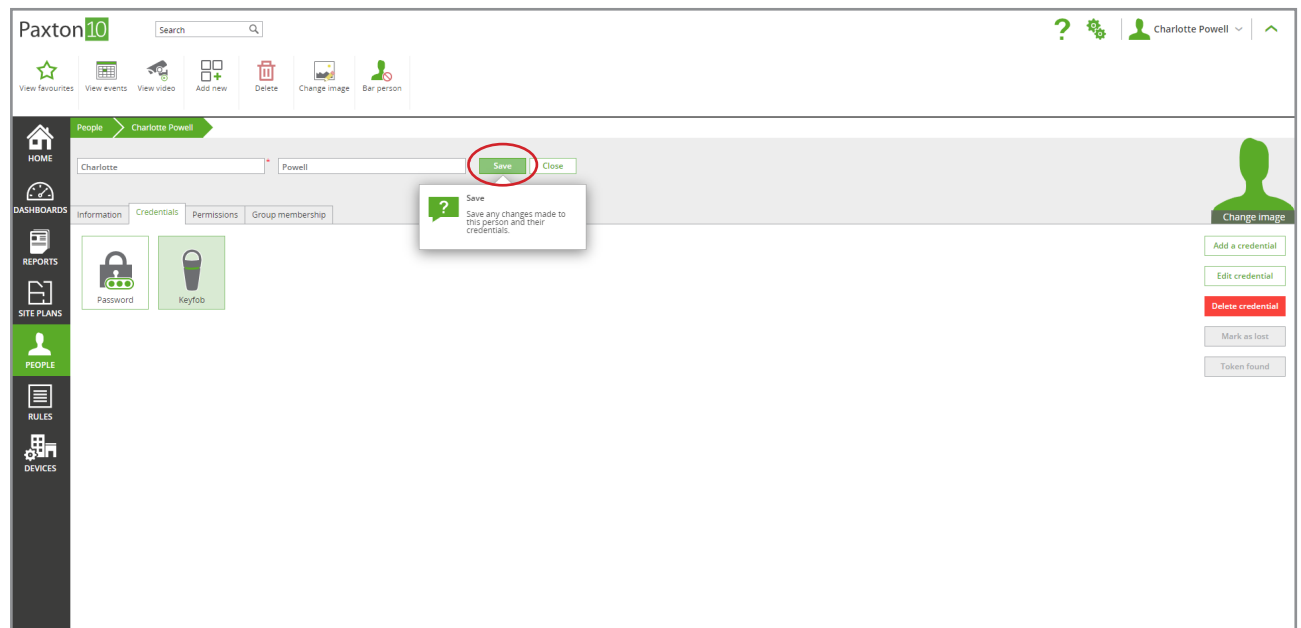 Paxton 10
Search
Charlotte Powell
View favourites
View events
View video
Add new
Delete
Change image
Bar person
People
Charlotte Powell
HOME
Charlotte
*
Powell
Save
Close
DASHBOARDS
Information
Credentials
Permissions
Group membership
?
Save
Save any changes made to
this person and their
credentials.
Change image
REPORTS
Password
Keyfob
Add a credential
Edit credential
SITE PLANS
Delete credential
Mark as lost
PEOPLE
Token found
RULES
DEVICES